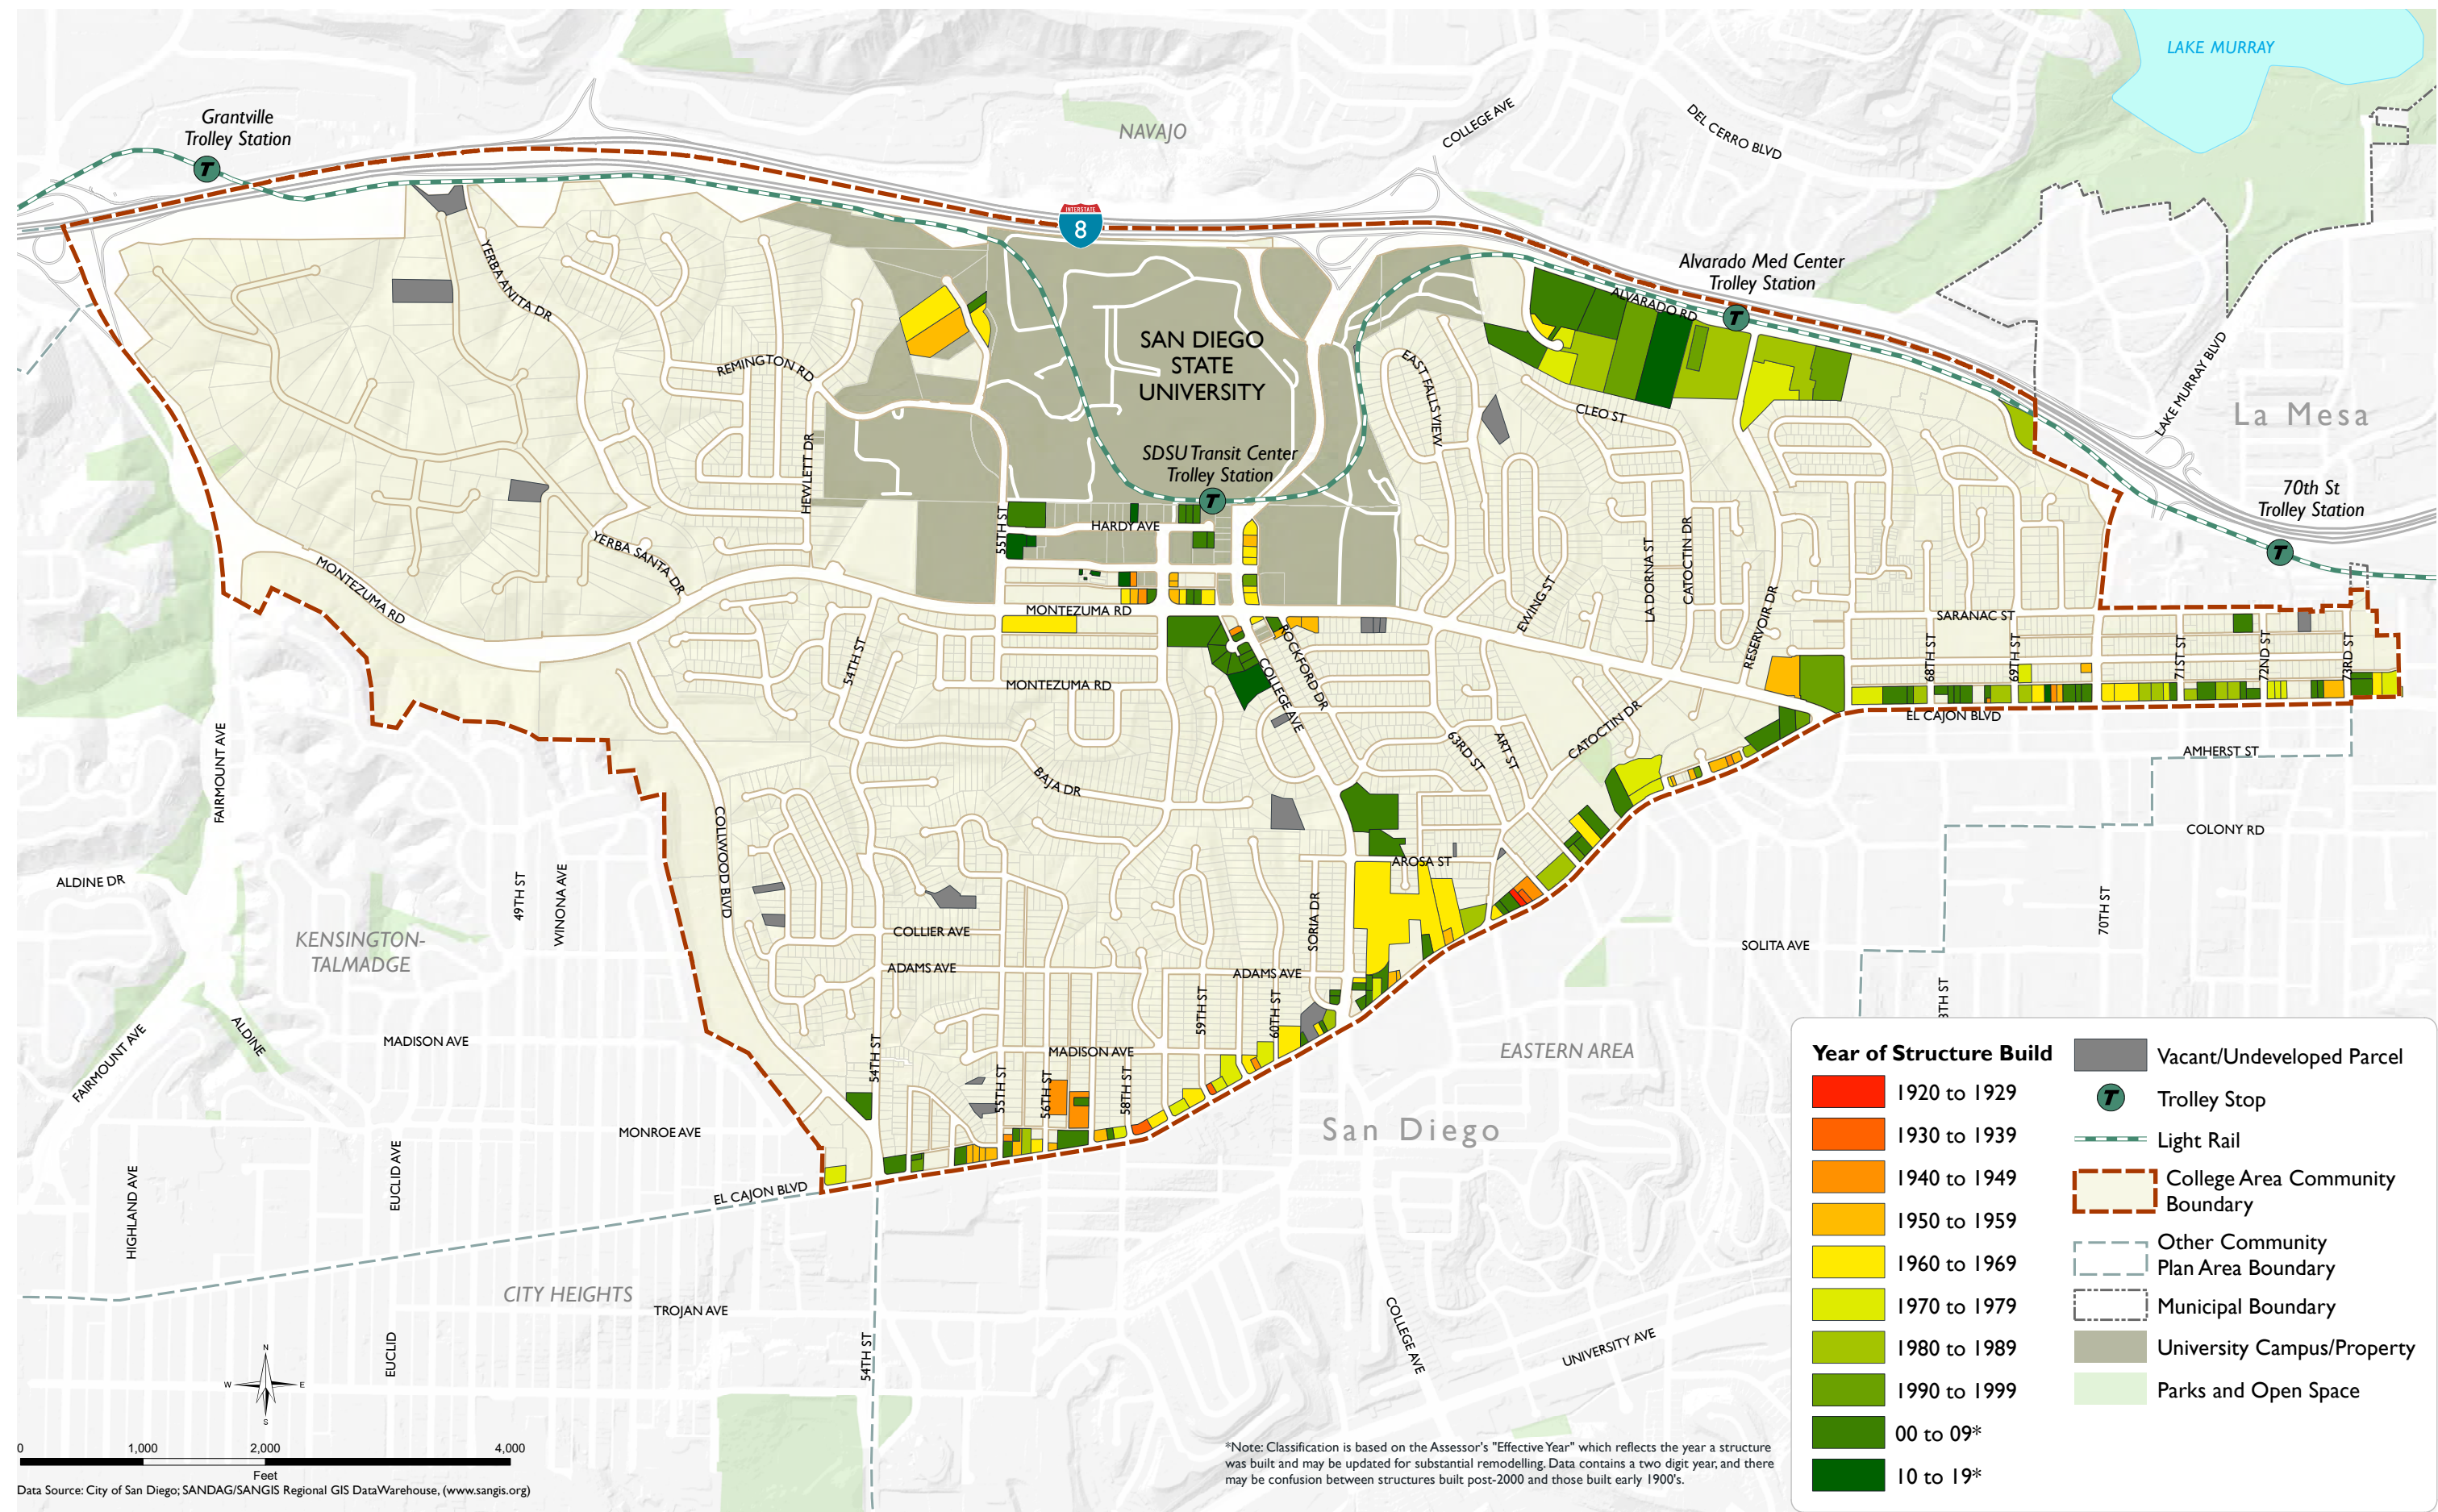 LAKE MURRAY
Grantville
Trolley Station
NAVAJO
COLLEGE AVE
DEL CERRO BLVD
INTERSTATE
8
Alvarado Med Center
Trolley Station
ALVARADO RD
YERBA ANITA DR
REMINGTON RD
SAN DIEGO
STATE
UNIVERSITY
EAST FALLS VIEW
CLEO ST
LAKE MURRAY BLVD
La Mesa
HEWLETT DR
SDSU Transit Center
Trolley Station
70th St
Trolley Station
55TH ST
HARDY AVE
YERBA SANTA DR
MONTEZUMA RD
MONTEZUMA RD
EWING ST
LA DORNA ST
CATOCTIN DR
RESERVOIR DR
SARANAC ST
68TH ST
69TH ST
71ST ST
72ND ST
73RD ST
54TH ST
MONTEZUMA RD
COLLEGE AVE
ROCKFORD DR
EL CAJON BLVD
AMHERST ST
COLONY RD
FAIRMOUNT AVE
BAJA DR
63RD ST
ART ST
CATOCTIN DR
COLLWOOD BLVD
ALDINE DR
49TH ST
WINONA AVE
AROSA ST
KENSINGTON-
TALMADGE
COLLIER AVE
SORIA DR
SOLITA AVE
70TH ST
ADAMS AVE
ADAMS AVE
59TH ST
60TH ST
8TH ST
FAIRMOUNT AVE
ALDINE
MADISON AVE
54TH ST
MADISON AVE
55TH ST
56TH ST
58TH ST
EASTERN AREA
San Diego
MONROE AVE
HIGHLAND AVE
EUCLID AVE
EL CAJON BLVD
CITY HEIGHTS
TROJAN AVE
EUCLID
54TH ST
COLLEGE AVE
UNIVERSITY AVE
Year of Structure Build
1920 to 1929
1930 to 1939
1940 to 1949
1950 to 1959
1960 to 1969
1970 to 1979
1980 to 1989
1990 to 1999
00 to 09*
10 to 19*
Vacant/Undeveloped Parcel
T
Trolley Stop
Light Rail
College Area Community
Boundary
Other Community
Plan Area Boundary
Municipal Boundary
University Campus/Property
Parks and Open Space
N
W
E
S
0 1,000 2,000 4,000
Feet
Data Source: City of San Diego; SANDAG/SANGIS Regional GIS DataWarehouse, (www.sangis.org)
*Note: Classification is based on the Assessor's "Effective Year" which reflects the year a structure
was built and may be updated for substantial remodelling. Data contains a two digit year, and there
may be confusion between structures built post-2000 and those built early 1900's.
T
T
T
T